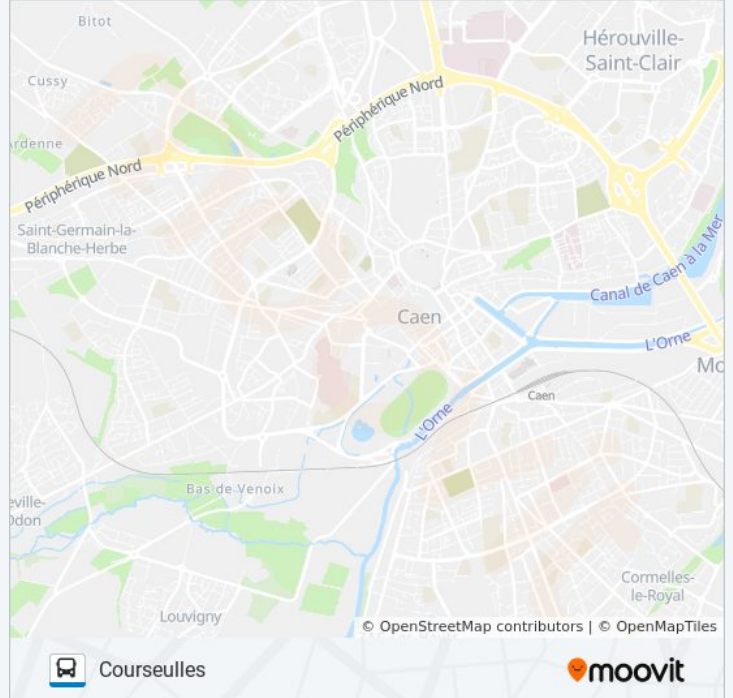 Bitot
Hérouville-
Saint-Clair
Cussy
Périphérique Nord
Ardenne
Périphérique Nord
Saint-Germain-la-
Blanche-Herbe
Canal de Caen à la Mer
Caen
L'Orne
Mo
Caen
L'Orne
Bas de Venoix
eville-
Odon
Cormelles-
le-Royal
Louvigny
© OpenStreetMap contributors | © OpenMapTiles
Courseulles
moovit